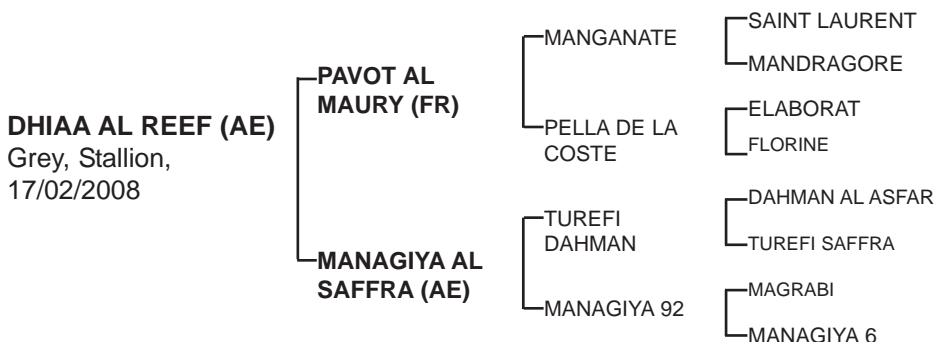 DHIAA AL REEF (AE)
Grey, Stallion,
17/02/2008
PAVOT AL
MAURY (FR)
MANAGIYA AL
SAFFRA (AE)
MANGANATE
PELLA DE LA
COSTE
TUREFI
DAHMAN
MANAGIYA 92
SAINT LAURENT
MANDRAGORE
ELABORAT
FLORINE
DAHMAN AL ASFAR
TUREFI SAFFRA
MAGRABI
MANAGIYA 6